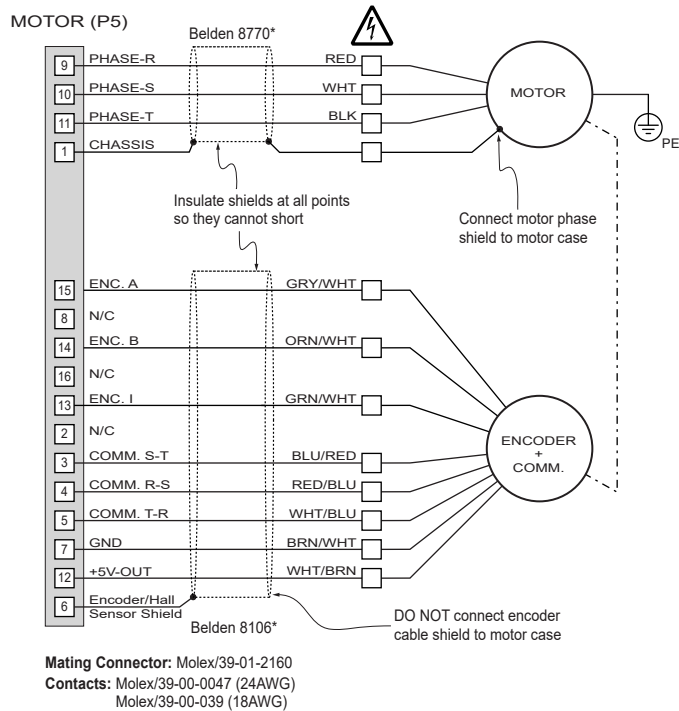 MOTOR (P5)
Belden 8770*
9 PHASE-R RED
10 PHASE-S WHT
11 PHASE-T BLK
1 CHASSIS
MOTOR
PE
Insulate shields at all points
so they cannot short
Connect motor phase
shield to motor case
15 ENC. A GRY/WHT
8 N/C
14 ENC. B ORN/WHT
16 N/C
13 ENC. I GRN/WHT
2 N/C
3 COMM. S-T BLU/RED
4 COMM. R-S RED/BLU
5 COMM. T-R WHT/BLU
7 GND BRN/WHT
12 +5V-OUT WHT/BRN
6 Encoder/Hall
Sensor Shield
ENCODER
+
COMM.
Belden 8106*
DO NOT connect encoder
cable shield to motor case
Mating Connector: Molex/39-01-2160
Contacts: Molex/39-00-0047 (24AWG)
Molex/39-00-039 (18AWG)